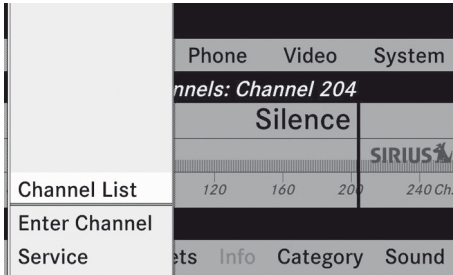 Phone Video System
nnels: Channel 204
Silence
SIRIUS
120 160 200 240 Ch.
Channel List
Enter Channel
Service
ets Info Category Sound